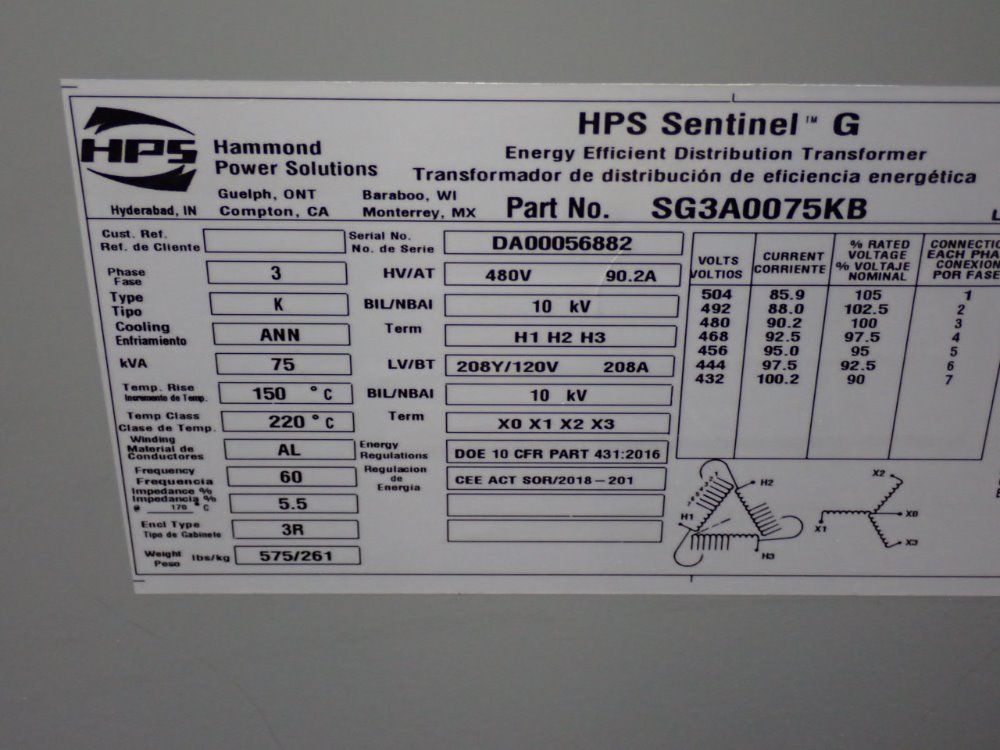 HPS
Hammond
Power Solutions
HPS Sentinel™ G
Energy Efficient Distribution Transformer
Transformador de distribución de eficiencia energética
Guelph, ONT Baraboo, WI
Hyderabad, IN Compton, CA Monterrey, MX
Part No. SG3A0075KB
Cust. Ref.
Ref. de Cliente
Serial No.
No. de Serie DA00056882
Phase
Fase 3
HV/AT 480V 90.2A
Type
Tipo K
BIL/NBAI 10 kV
Cooling
Enfriamiento ANN
Term H1 H2 H3
kVA 75
LV/BT 208Y/120V 208A
Temp. Rise
Incremento de Temp. 150 °C
BIL/NBAI 10 kV
Temp Class
Clase de Temp. 220 °C
Term X0 X1 X2 X3
Winding
Material de
Conductores AL
Energy
Regulations DOE 10 CFR PART 431:2016
Frequency
Frequencia 60
Regulacion
de
Energia CEE ACT SOR/2018-201
Impedance %
Impedancia %
@ 170 °C 5.5
Encl Type
Tipo de Gabinete 3R
Weight
Peso lbs/kg 575/261
VOLTS
VOLTIOS
CURRENT
CORRIENTE
% RATED
VOLTAGE
% VOLTAJE
NOMINAL
CONNECTIO
EACH PHA
CONEXION
POR FASE
504 85.9 105 1
492 88.0 102.5 2
480 90.2 100 3
468 92.5 97.5 4
456 95.0 95 5
444 97.5 92.5 6
432 100.2 90 7
H1
H2
H3
X1
X2
X0
X3